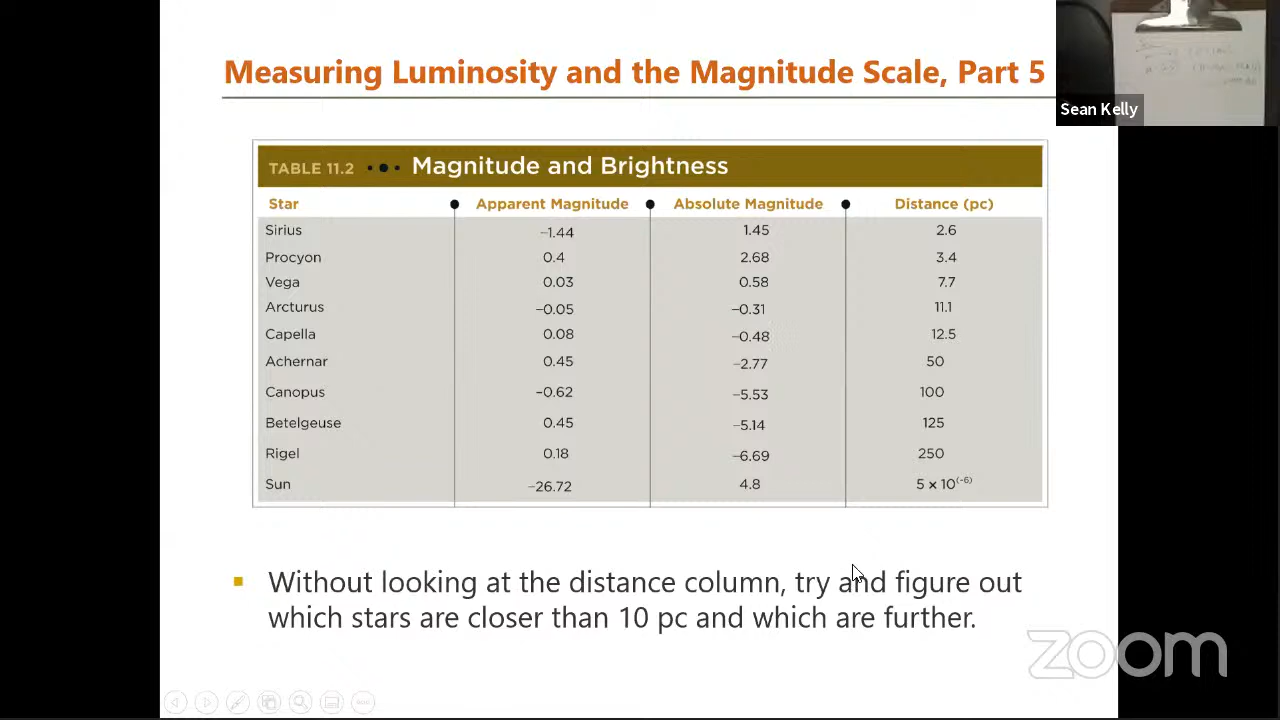 Measuring Luminosity and the Magnitude Scale, Part 5
Sean Kelly
TABLE 11.2 Magnitude and Brightness
Star Apparent Magnitude Absolute Magnitude Distance (pc)
Sirius −1.44 1.45 2.6
Procyon 0.4 2.68 3.4
Vega 0.03 0.58 7.7
Arcturus −0.05 −0.31 11.1
Capella 0.08 −0.48 12.5
Achernar 0.45 −2.77 50
Canopus −0.62 −5.53 100
Betelgeuse 0.45 −5.14 125
Rigel 0.18 −6.69 250
Sun −26.72 4.8 5 × 10(-6)
Without looking at the distance column, try and figure out
which stars are closer than 10 pc and which are further.
zoom